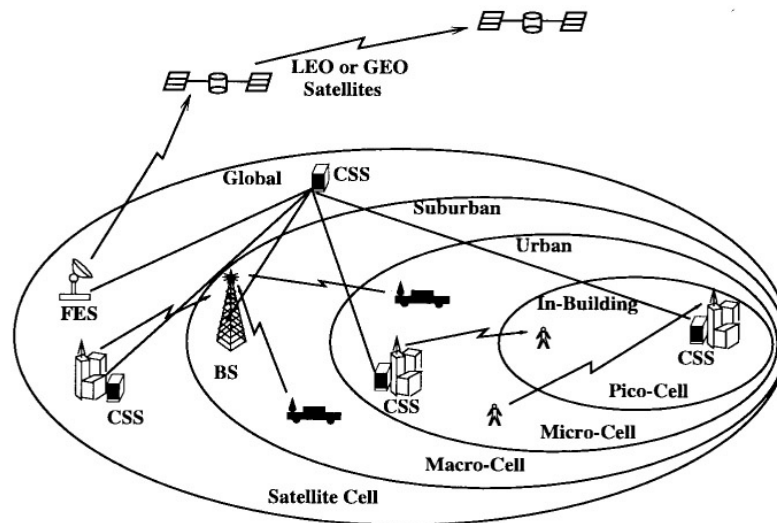 LEO or GEO
Satellites
Global
CSS
Suburban
Urban
In-Building
FES
BS
CSS
CSS
CSS
Pico-Cell
Micro-Cell
Macro-Cell
Satellite Cell